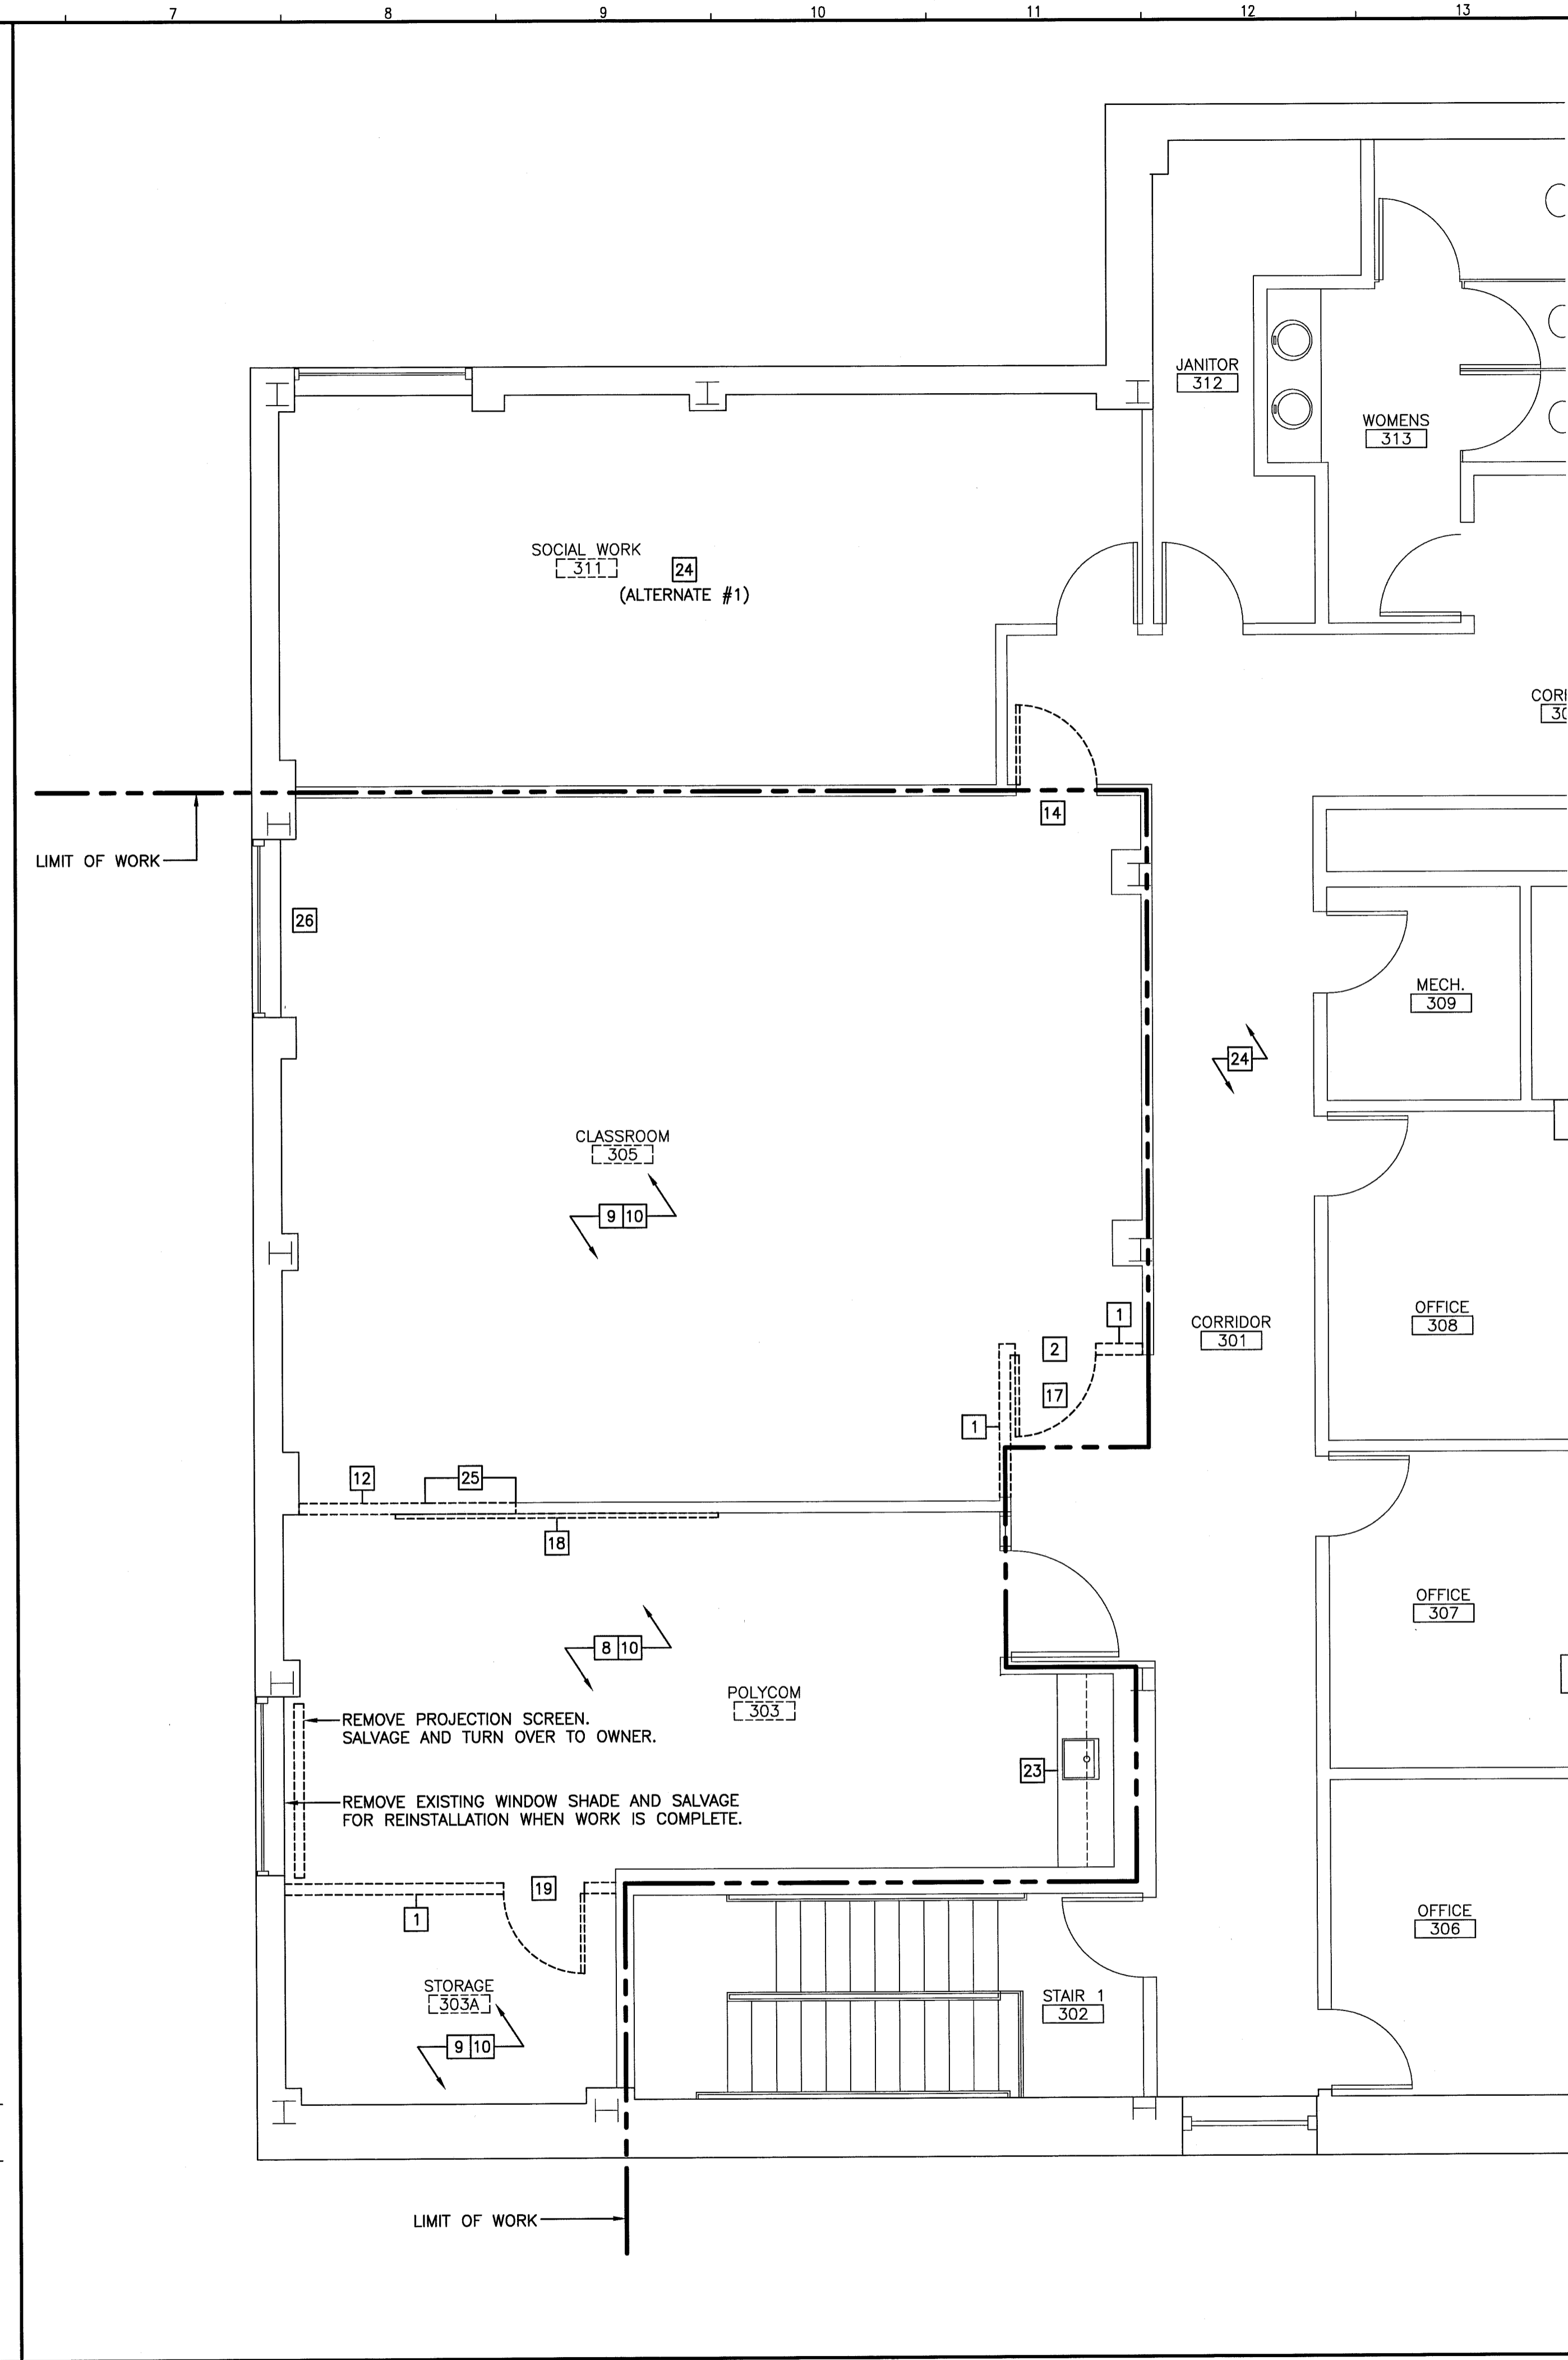 7 8 9 10 11 12 13
JANITOR
312
WOMENS
313
SOCIAL WORK
311
24
(ALTERNATE #1)
CORI
30
14
LIMIT OF WORK
26
MECH.
309
24
CLASSROOM
305
9 10
1
2
17
1
CORRIDOR
301
OFFICE
308
12
25
18
OFFICE
307
8 10
POLYCOM
303
REMOVE PROJECTION SCREEN.
SALVAGE AND TURN OVER TO OWNER.
23
REMOVE EXISTING WINDOW SHADE AND SALVAGE
FOR REINSTALLATION WHEN WORK IS COMPLETE.
19
1
OFFICE
306
STORAGE
303A
9 10
STAIR 1
302
LIMIT OF WORK